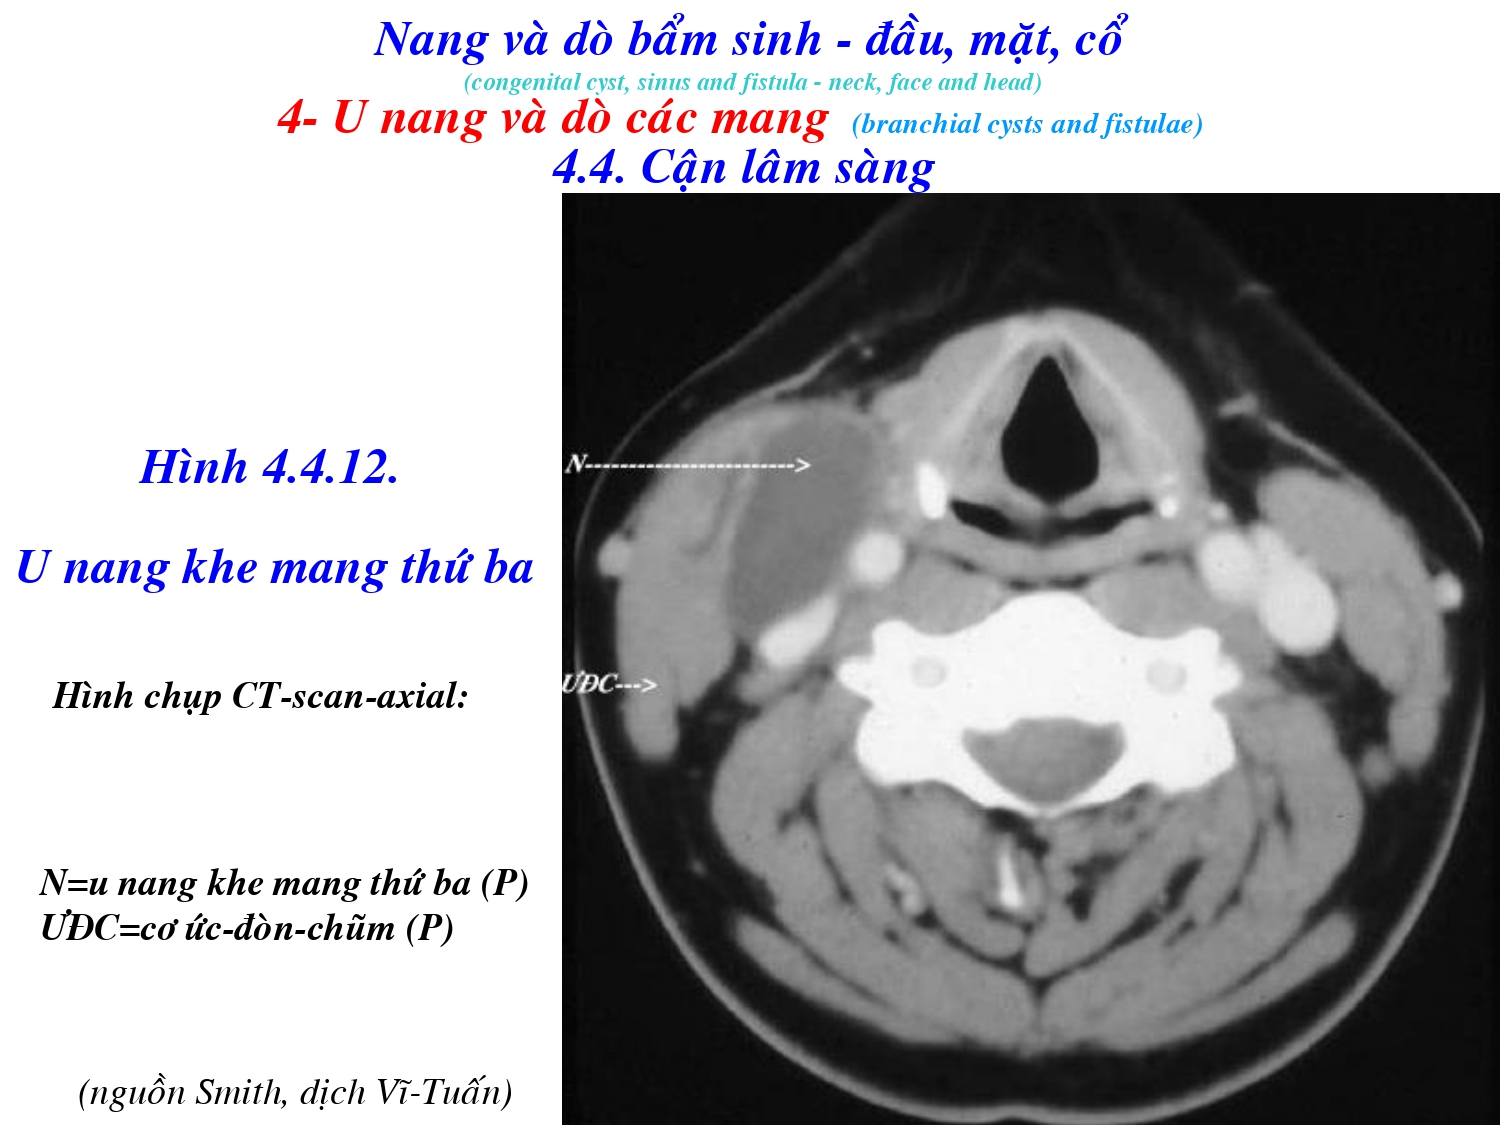 Nang và dò bẩm sinh - đầu, mặt, cổ
(congenital cyst, sinus and fistula - neck, face and head)
4- U nang và dò các mang (branchial cysts and fistulae)
4.4. Cận lâm sàng
N------------------------->
Hình 4.4.12.
U nang khe mang thứ ba
ƯĐC--->
Hình chụp CT-scan-axial:
N=u nang khe mang thứ ba (P)
ƯĐC=cơ ức-đòn-chũm (P)
(nguồn Smith, dịch Vĩ-Tuấn)